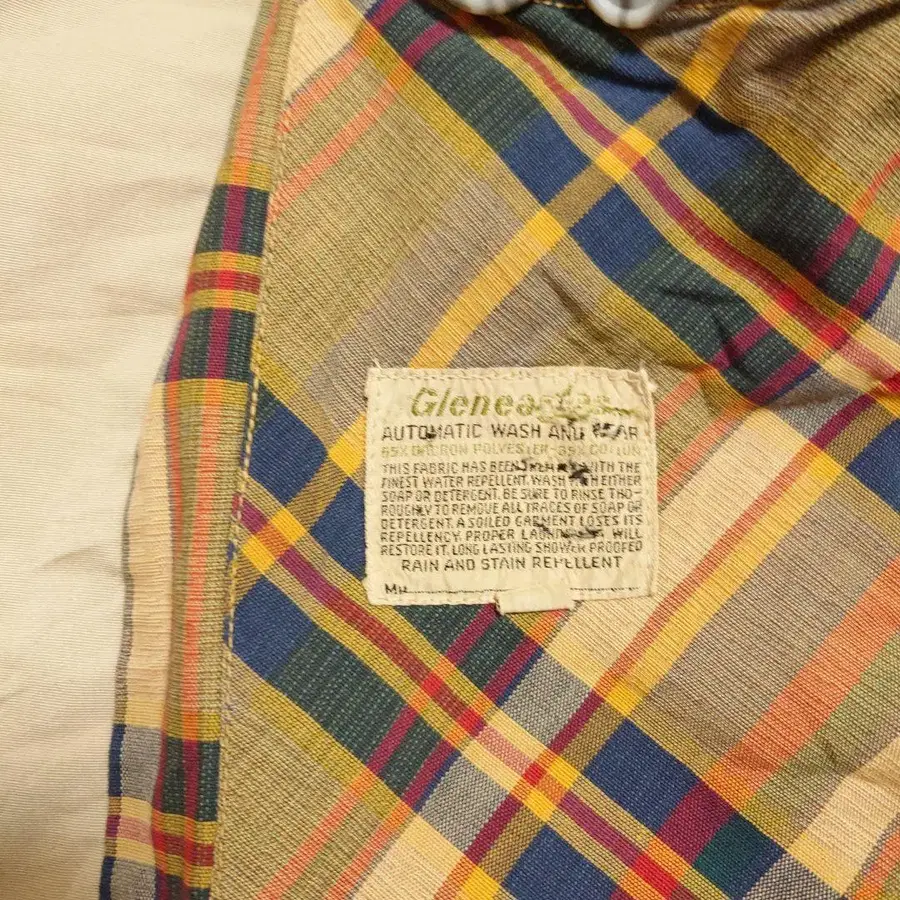 Gleneagles
AUTOMATIC WASH AND WEAR
65% DACRON POLYESTER-35% COTTON
THIS FABRIC HAS BEEN WITH THE
FINEST WATER REPELLENT. WASH EITHER
SOAP OR DETERGENT. BE SURE TO RINSE THO-
ROUGHLY TO REMOVE ALL TRACES OF SOAP OR
DETERGENT. A SOILED GARMENT LOSES ITS
REPELLENCY. PROPER LAUNDERING WILL
RESTORE IT. LONG LASTING SHOWER PROOFED
RAIN AND STAIN REPELLENT
MR.